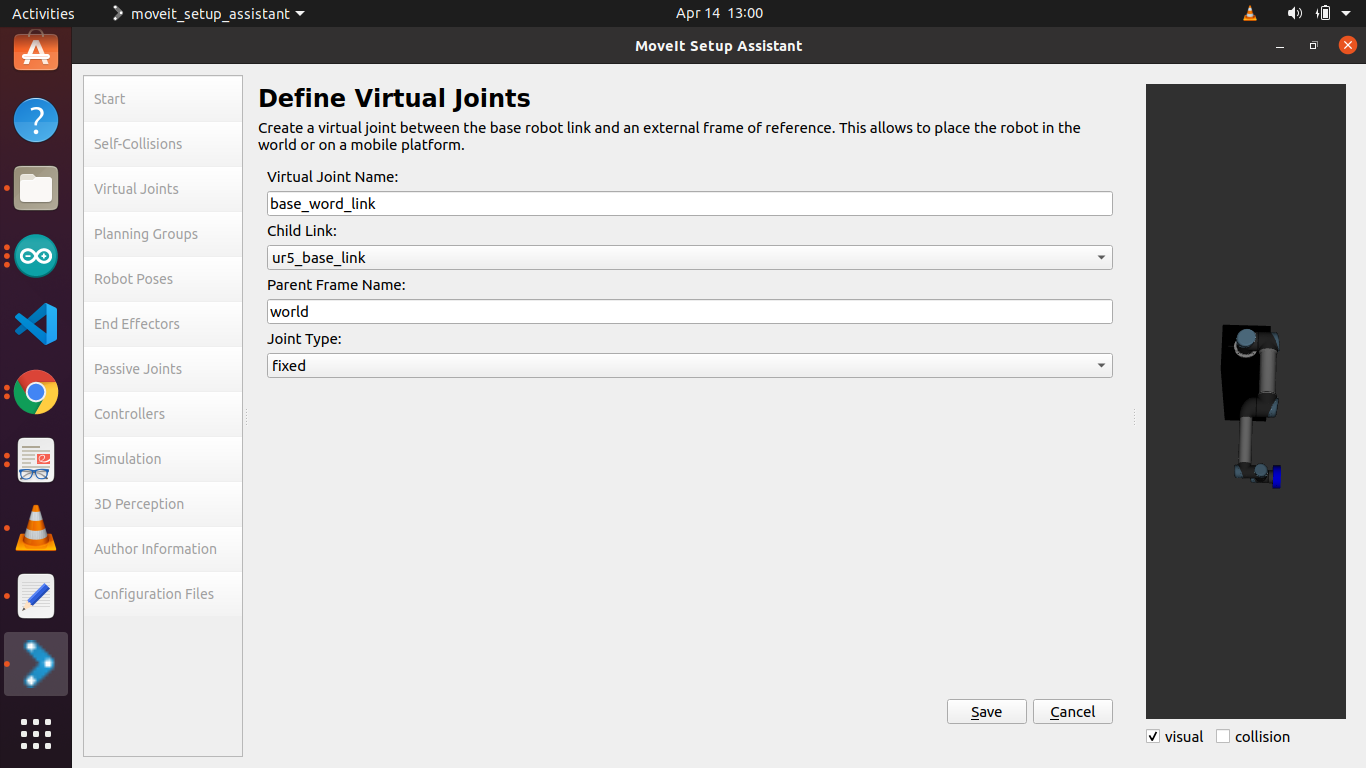 Activities
moveit_setup_assistant
Apr 14 13:00
MoveIt Setup Assistant
Start
Self-Collisions
Virtual Joints
Planning Groups
Robot Poses
End Effectors
Passive Joints
Controllers
Simulation
3D Perception
Author Information
Configuration Files
Define Virtual Joints
Create a virtual joint between the base robot link and an external frame of reference. This allows to place the robot in the
world or on a mobile platform.
Virtual Joint Name:
base_word_link
Child Link:
ur5_base_link
Parent Frame Name:
world
Joint Type:
fixed
Save
Cancel
visual
collision